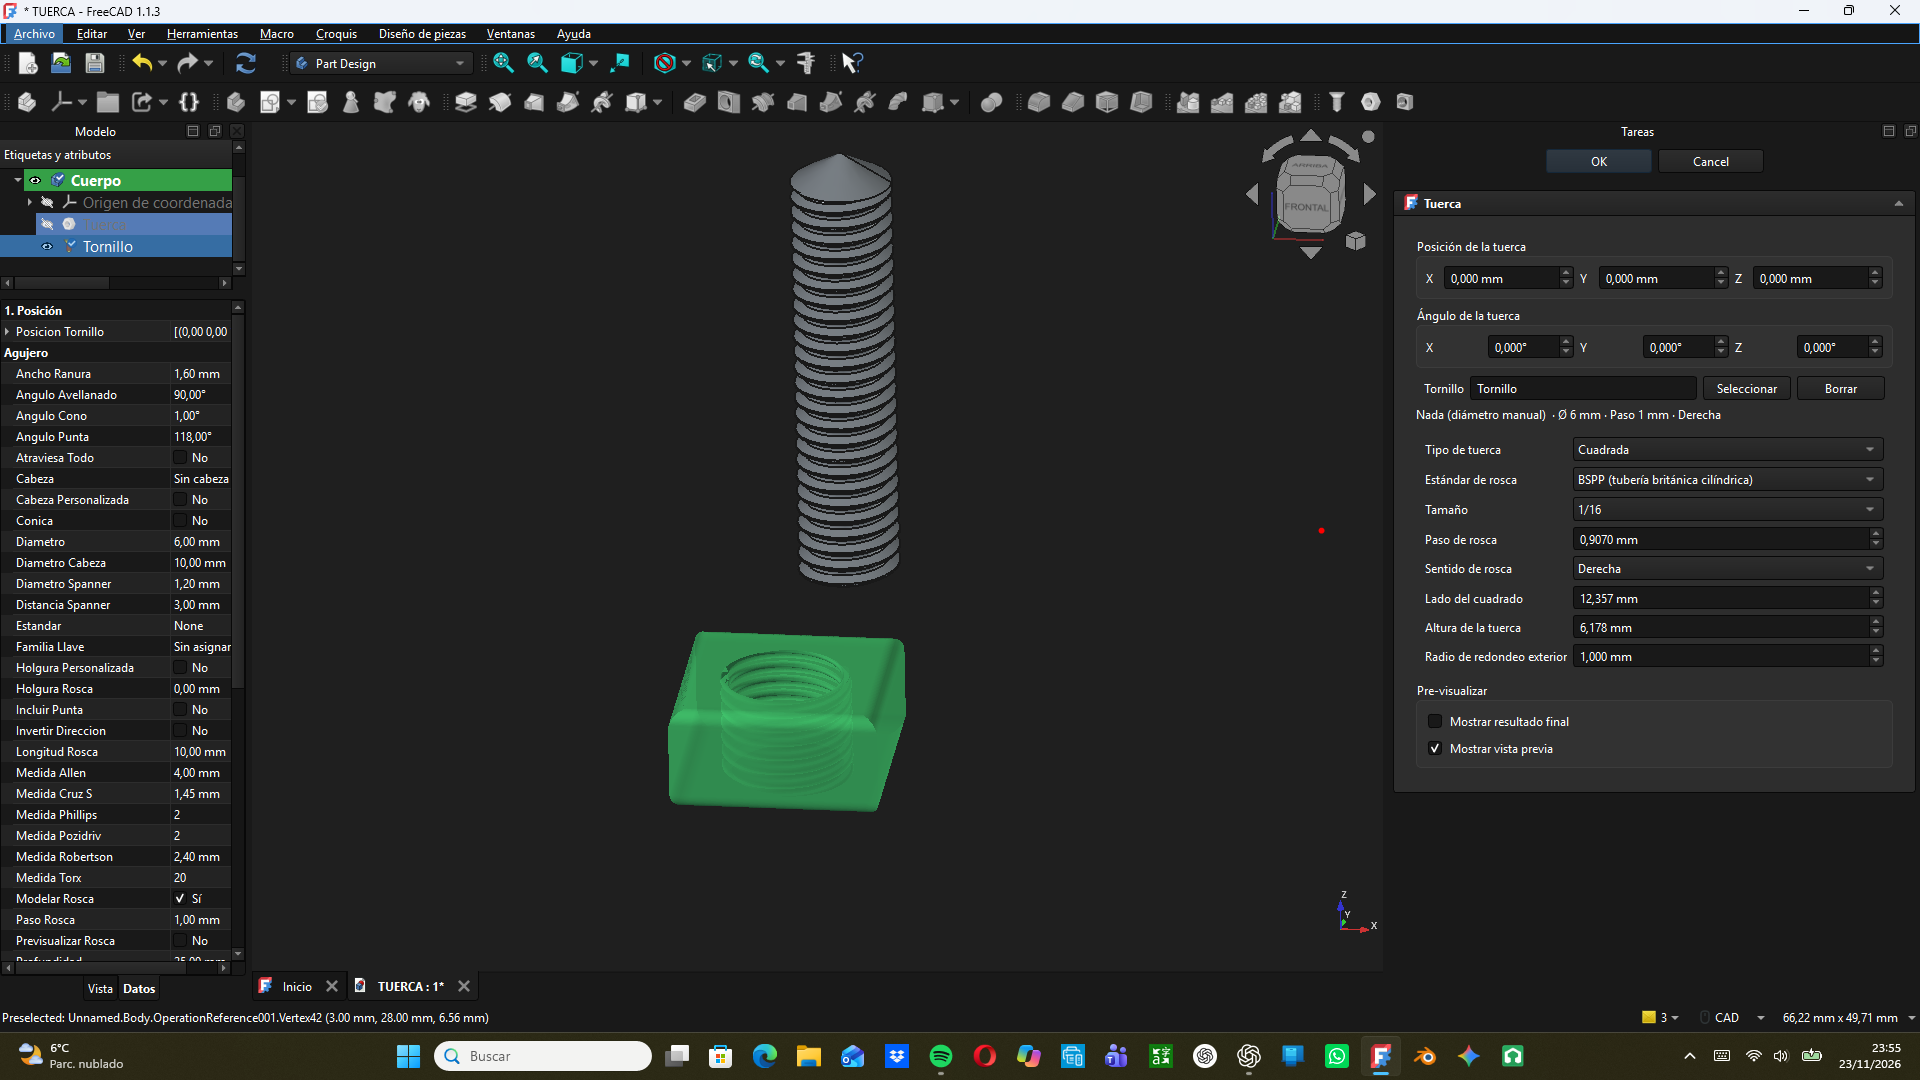 * TUERCA - FreeCAD 1.1.3
Archivo Editar Ver Herramientas Macro Croquis Diseño de piezas Ventanas Ayuda
Part Design
Modelo
Etiquetas y atributos
Cuerpo
Origen de coordenada
Tornillo
1. Posición
Posicion Tornillo [(0,00 0,00
Agujero
Ancho Ranura 1,60 mm
Angulo Avellanado 90,00°
Angulo Cono 1,00°
Angulo Punta 118,00°
Atraviesa Todo No
Cabeza Sin cabeza
Cabeza Personalizada No
Conica No
Diametro 6,00 mm
Diametro Cabeza 10,00 mm
Diametro Spanner 1,20 mm
Distancia Spanner 3,00 mm
Estandar None
Familia Llave Sin asignar
Holgura Personalizada No
Holgura Rosca 0,00 mm
Incluir Punta No
Invertir Direccion No
Longitud Rosca 10,00 mm
Medida Allen 4,00 mm
Medida Cruz S 1,45 mm
Medida Phillips 2
Medida Pozidriv 2
Medida Robertson 2,40 mm
Medida Torx 20
Modelar Rosca Sí
Paso Rosca 1,00 mm
Previsualizar Rosca No
Vista Datos
ARRIBA
FRONTAL
Z
Y
X
Inicio
TUERCA : 1*
Tareas
OK Cancel
Tuerca
Posición de la tuerca
X 0,000 mm Y 0,000 mm Z 0,000 mm
Ángulo de la tuerca
X 0,000° Y 0,000° Z 0,000°
Tornillo Tornillo Seleccionar Borrar
Nada (diámetro manual) · Ø 6 mm · Paso 1 mm · Derecha
Tipo de tuerca Cuadrada
Estándar de rosca BSPP (tubería británica cilíndrica)
Tamaño 1/16
Paso de rosca 0,9070 mm
Sentido de rosca Derecha
Lado del cuadrado 12,357 mm
Altura de la tuerca 6,178 mm
Radio de redondeo exterior 1,000 mm
Pre-visualizar
Mostrar resultado final
Mostrar vista previa
Preselected: Unnamed.Body.OperationReference001.Vertex42 (3.00 mm, 28.00 mm, 6.56 mm)
3 CAD 66,22 mm x 49,71 mm
6°C
Parc. nublado
Buscar
23:55
23/11/2026